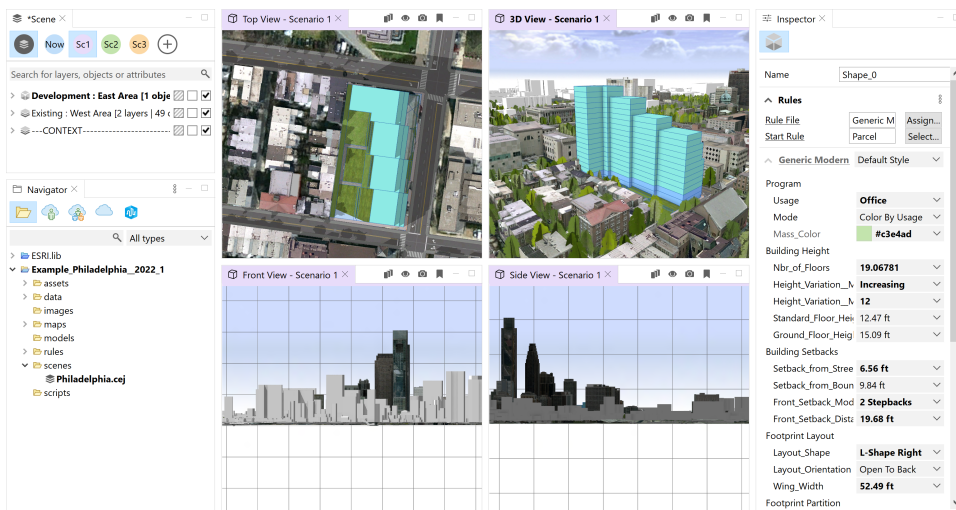 *Scene
Now
Sc1
Sc2
Sc3
Search for layers, objects or attributes
Development : East Area [1 obje
Existing : West Area [2 layers | 49 c
---CONTEXT---
Navigator
All types
ESRI.lib
Example_Philadelphia__2022_1
assets
data
images
maps
models
rules
scenes
Philadelphia.cej
scripts
Top View - Scenario 1
3D View - Scenario 1
Front View - Scenario 1
Side View - Scenario 1
Inspector
Name Shape_0
Rules
Rule File Generic M Assign...
Start Rule Parcel Select...
Generic Modern Default Style
Program
Usage Office
Mode Color By Usage
Mass_Color #c3e4ad
Building Height
Nbr_of_Floors 19.06781
Height_Variation__M Increasing
Height_Variation__N 12
Standard_Floor_Hei 12.47 ft
Ground_Floor_Heig 15.09 ft
Building Setbacks
Setback_from_Stree 6.56 ft
Setback_from_Boun 9.84 ft
Front_Setback_Mod 2 Stepbacks
Front_Setback_Dista 19.68 ft
Footprint Layout
Layout_Shape L-Shape Right
Layout_Orientation Open To Back
Wing_Width 52.49 ft
Footprint Partition